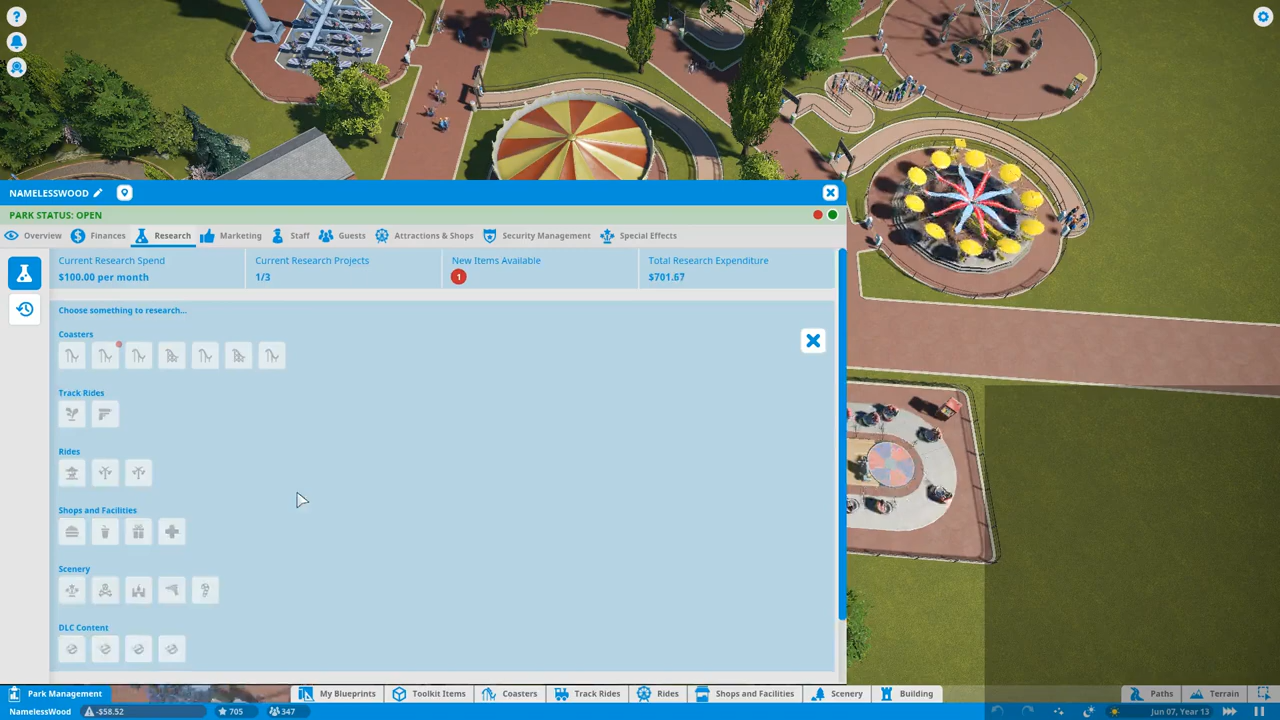 NAMELESSWOOD
PARK STATUS: OPEN
Overview Finances Research Marketing Staff Guests Attractions & Shops Security Management Special Effects
Current Research Spend Current Research Projects New Items Available Total Research Expenditure
$100.00 per month 1/3 1 $701.67
Choose something to research...
Coasters
Track Rides
Rides
Shops and Facilities
Scenery
DLC Content
Park Management My Blueprints Toolkit Items Coasters Track Rides Rides Shops and Facilities Scenery Building Paths Terrain
NamelessWood -$58.52 705 347 Jun 07, Year 13